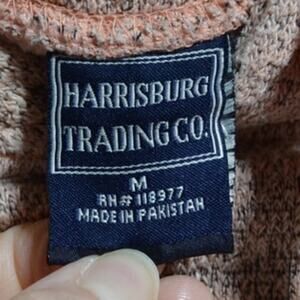 HARRISBURG
TRADING CO.
M
RN# 118977
MADE IN PAKISTAN